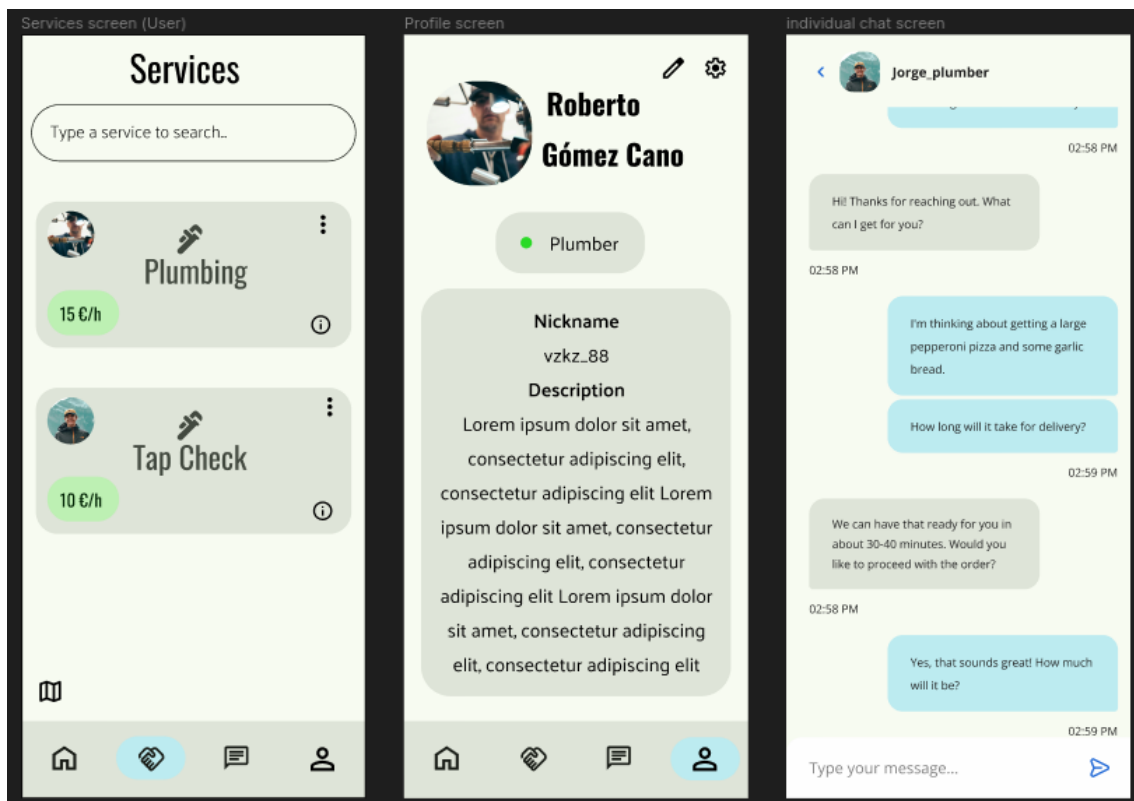 Services screen (User)
Services
Type a service to search..
Plumbing
15 €/h
Tap Check
10 €/h
Profile screen
Roberto
Gómez Cano
Plumber
Nickname
vzkz_88
Description
Lorem ipsum dolor sit amet,
consectetur adipiscing elit,
consectetur adipiscing elit Lorem
ipsum dolor sit amet, consectetur
adipiscing elit, consectetur
adipiscing elit Lorem ipsum dolor
sit amet, consectetur adipiscing
elit, consectetur adipiscing elit
individual chat screen
Jorge_plumber
02:58 PM
Hi! Thanks for reaching out. What
can I get for you?
02:58 PM
I'm thinking about getting a large
pepperoni pizza and some garlic
bread.
How long will it take for delivery?
02:59 PM
We can have that ready for you in
about 30-40 minutes. Would you
like to proceed with the order?
02:58 PM
Yes, that sounds great! How much
will it be?
02:59 PM
Type your message...